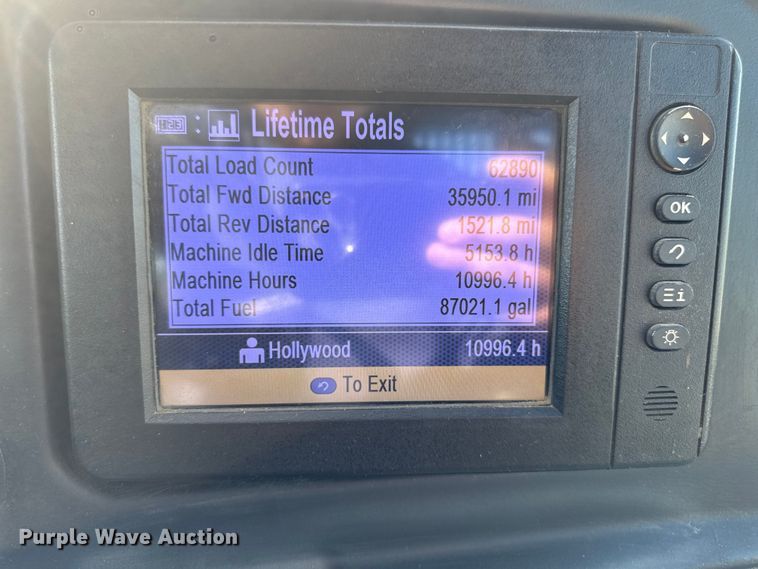 123 : Lifetime Totals
Total Load Count 62890
Total Fwd Distance 35950.1 mi
Total Rev Distance 1521.8 mi
Machine Idle Time 5153.8 h
Machine Hours 10996.4 h
Total Fuel 87021.1 gal
Hollywood 10996.4 h
To Exit
OK
i
Purple Wave Auction